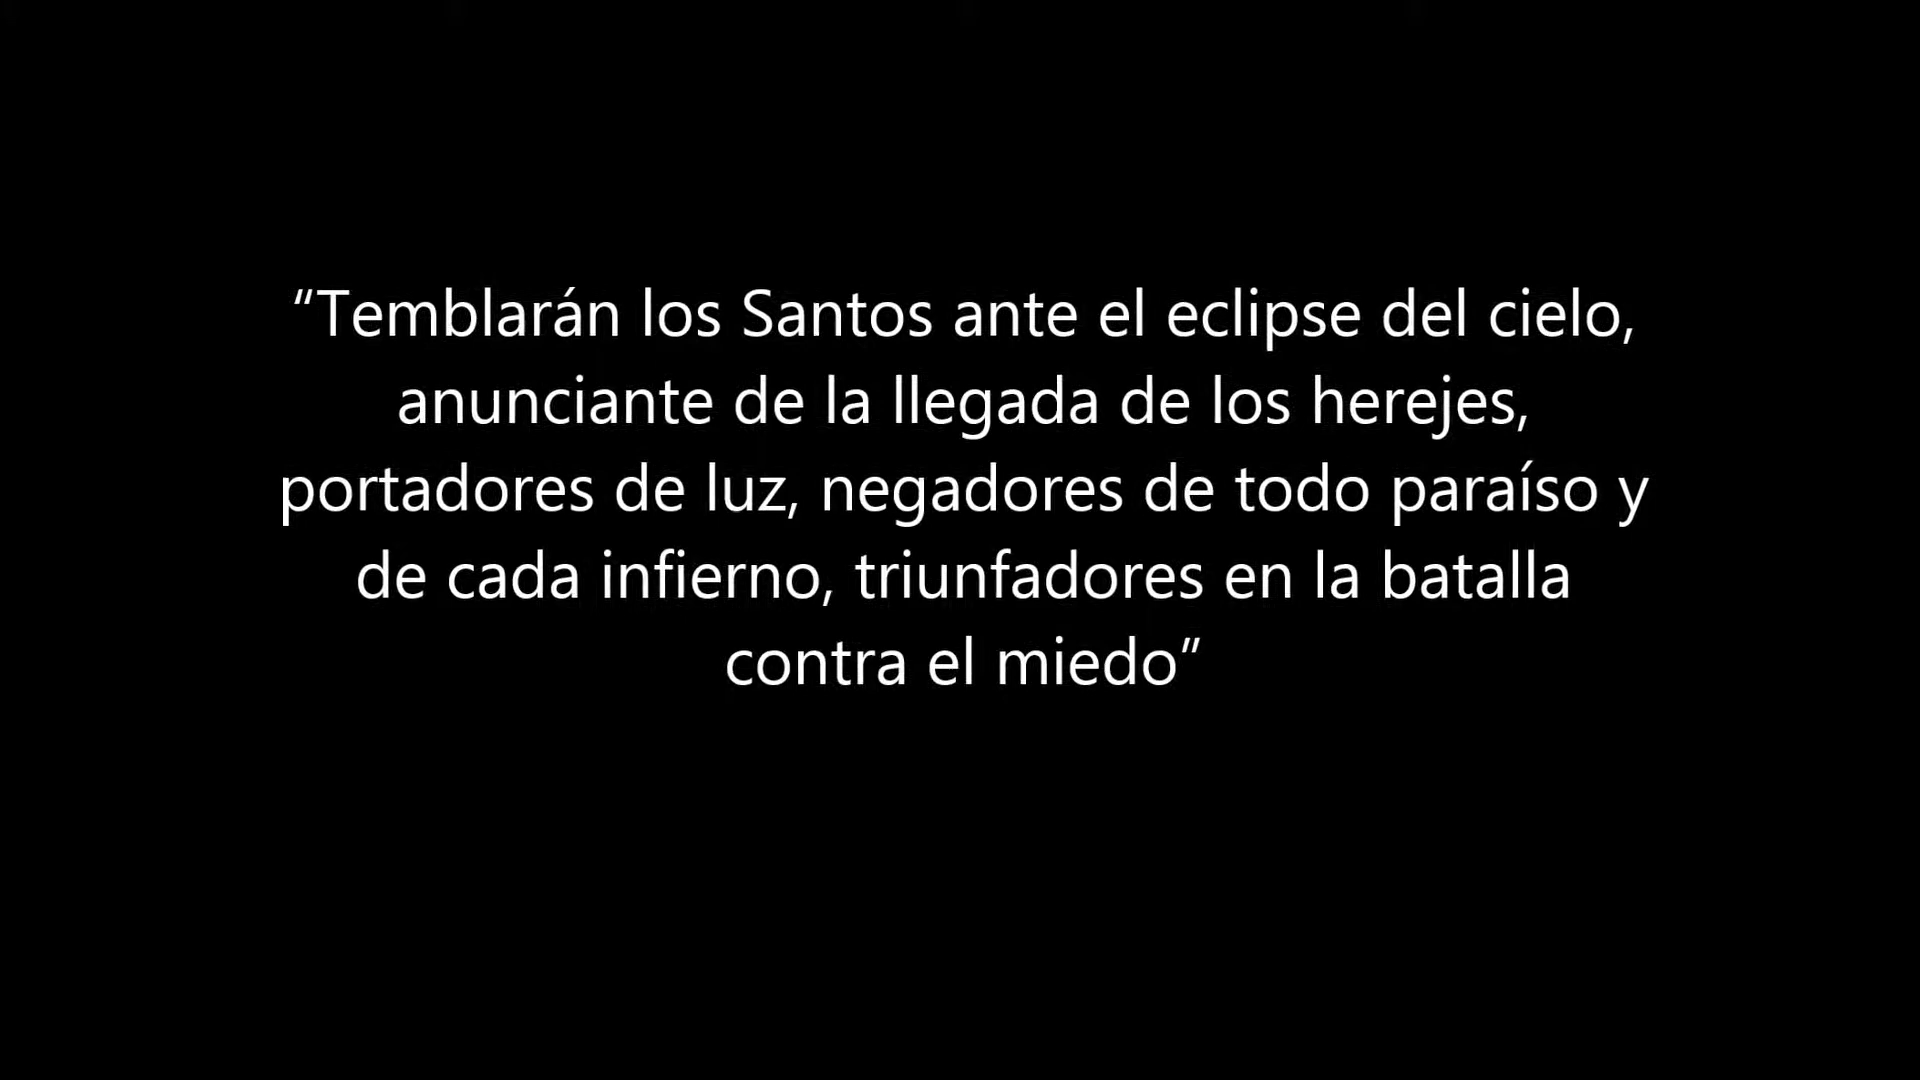 “Temblarán los Santos ante el eclipse del cielo,
anunciante de la llegada de los herejes,
portadores de luz, negadores de todo paraíso y
de cada infierno, triunfadores en la batalla
contra el miedo”